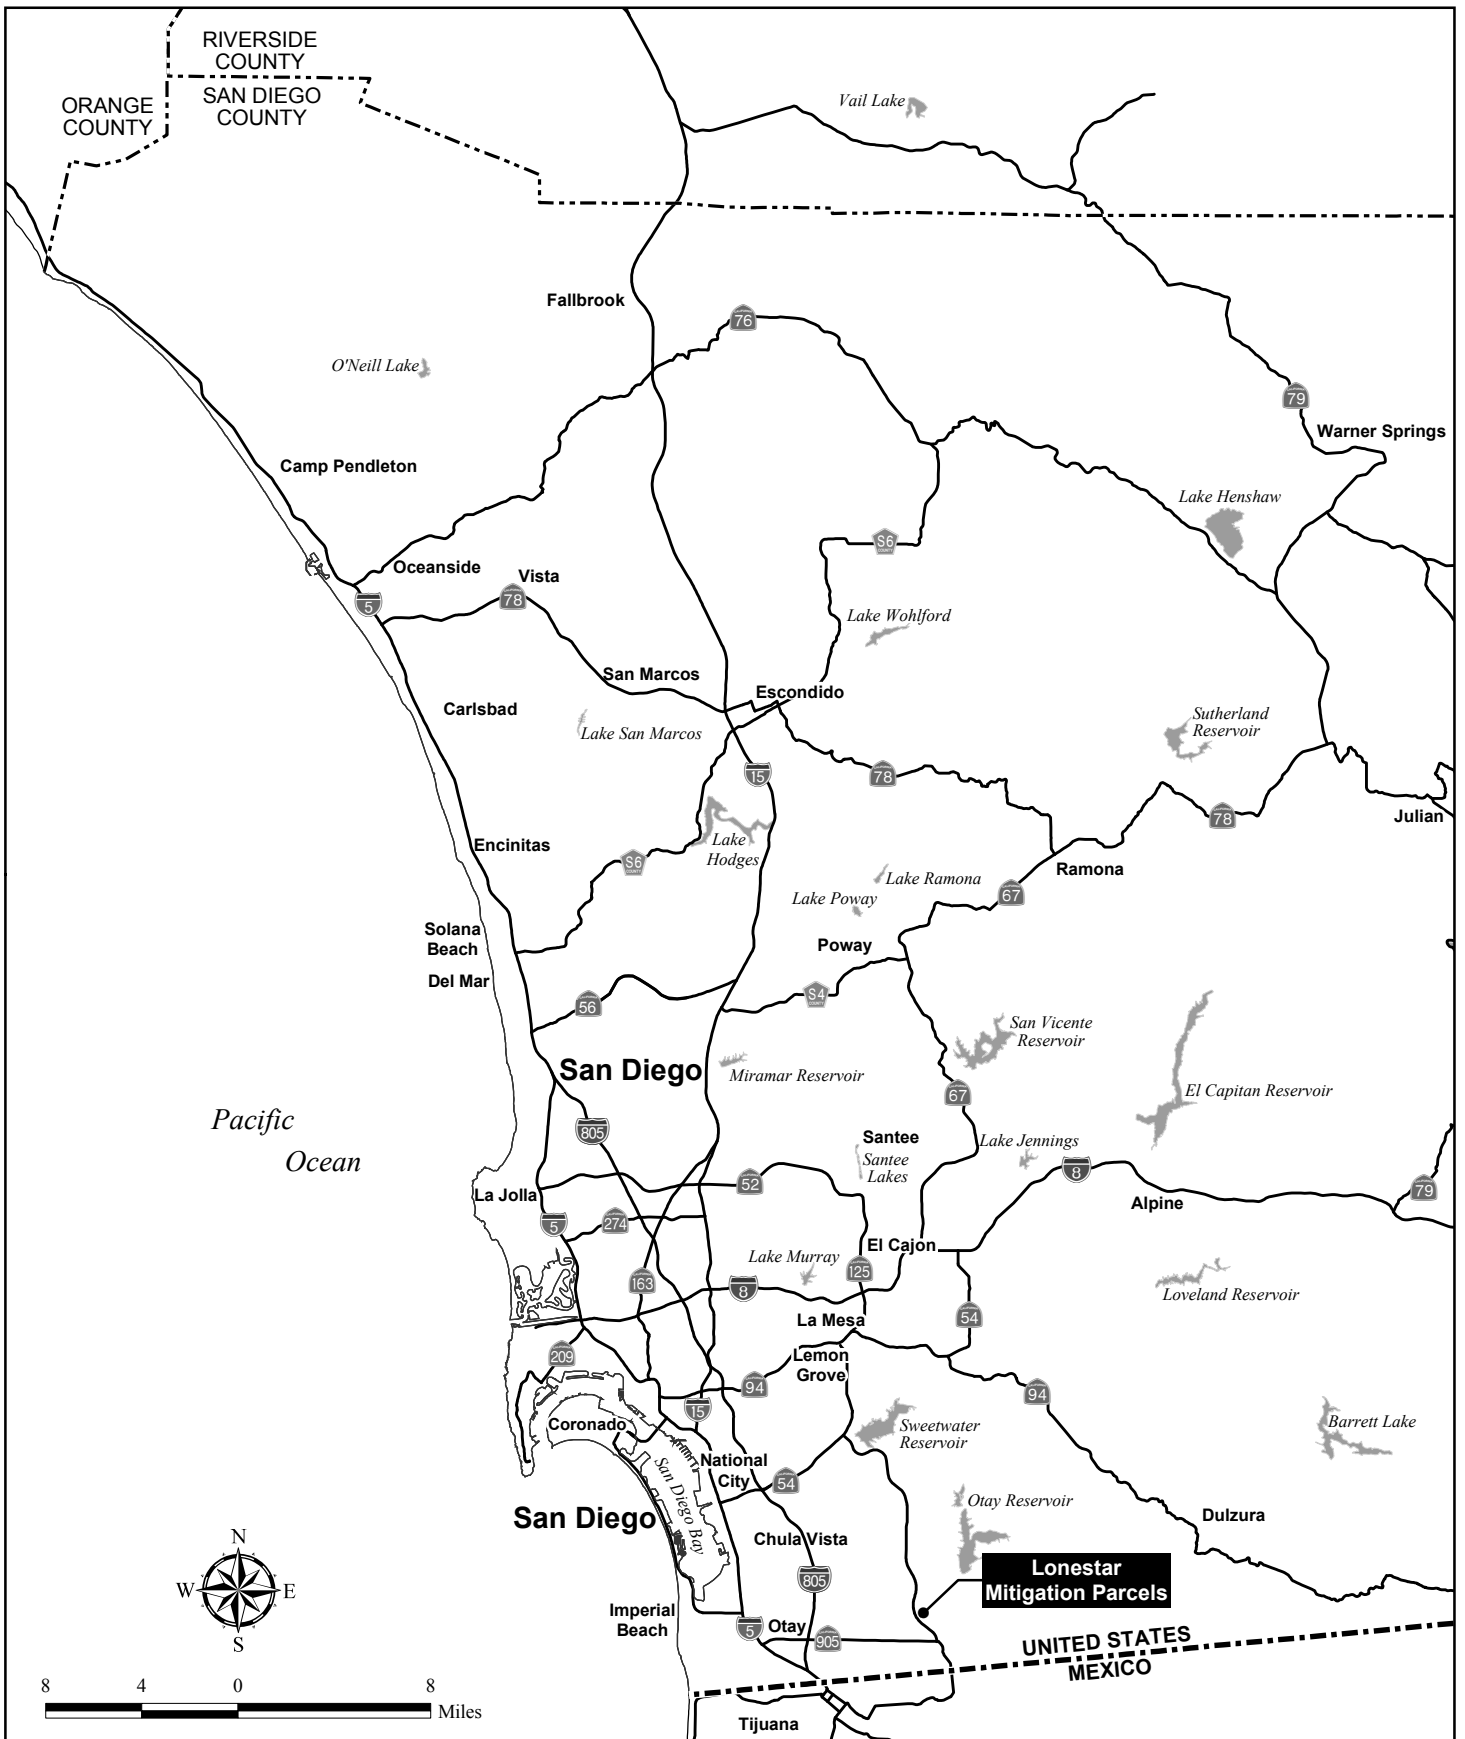 RIVERSIDE
COUNTY
ORANGE
COUNTY
SAN DIEGO
COUNTY
Vail Lake
Fallbrook
76
O'Neill Lake
79
Warner Springs
Camp Pendleton
Lake Henshaw
S6
COUNTY
Oceanside
Vista
78
5
Lake Wohlford
San Marcos
Escondido
Carlsbad
Lake San Marcos
Sutherland
Reservoir
15
78
78
Julian
Encinitas
Lake
Hodges
S6
COUNTY
Ramona
Lake Ramona
67
Lake Poway
Solana
Beach
Poway
Del Mar
56
S4
COUNTY
San Vicente
Reservoir
San Diego
Miramar Reservoir
67
El Capitan Reservoir
Pacific
Ocean
805
Santee
Santee
Lakes
Lake Jennings
8
52
79
La Jolla
Alpine
5
274
El Cajon
Lake Murray
125
163
8
Loveland Reservoir
La Mesa
54
209
Lemon
Grove
94
94
15
Coronado
Sweetwater
Reservoir
Barrett Lake
National
City
54
San Diego Bay
Otay Reservoir
San Diego
Dulzura
Chula Vista
N
W
E
S
805
Lonestar
Mitigation Parcels
Imperial
Beach
5
Otay
905
UNITED STATES
MEXICO
8
4
0
8
Miles
Tijuana